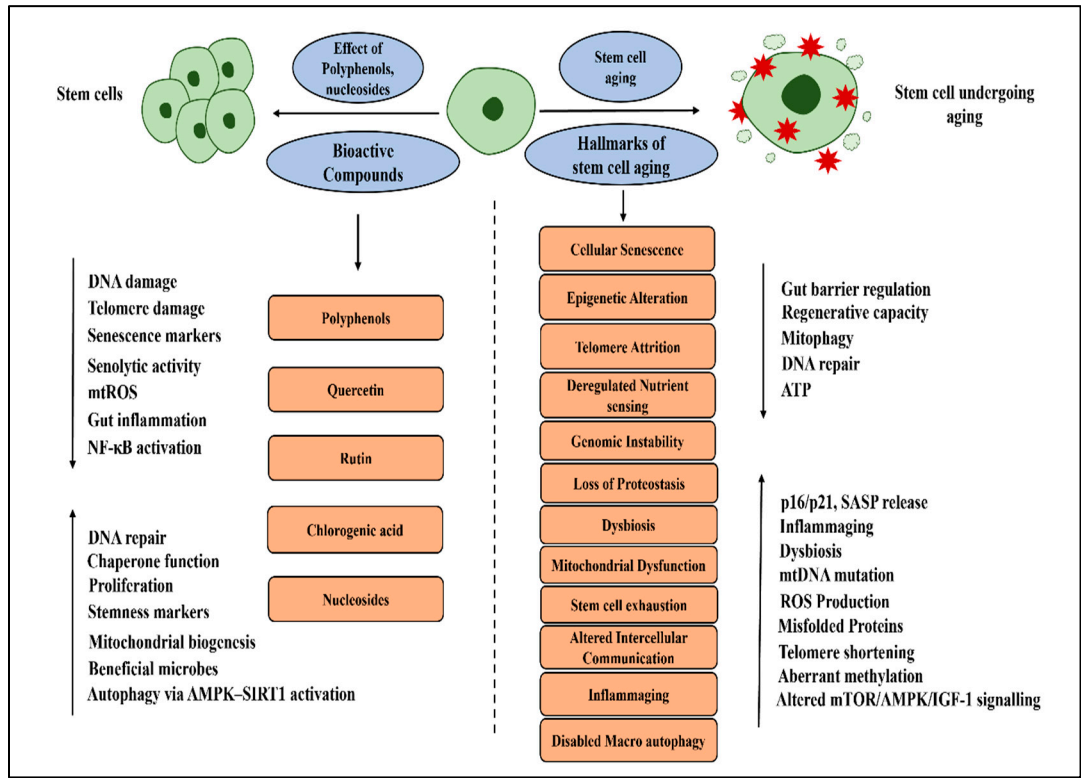 Stem cells
Effect of
Polyphenols,
nucleosides
Bioactive
Compounds
Stem cell
aging
Hallmarks of
stem cell aging
Stem cell undergoing
aging
DNA damage
Telomere damage
Senescence markers
Senolytic activity
mtROS
Gut inflammation
NF-κB activation
DNA repair
Chaperone function
Proliferation
Stemness markers
Mitochondrial biogenesis
Beneficial microbes
Autophagy via AMPK–SIRT1 activation
Polyphenols
Quercetin
Rutin
Chlorogenic acid
Nucleosides
Cellular Senescence
Epigenetic Alteration
Telomere Attrition
Deregulated Nutrient
sensing
Genomic Instability
Loss of Proteostasis
Dysbiosis
Mitochondrial Dysfunction
Stem cell exhaustion
Altered Intercellular
Communication
Inflammaging
Disabled Macro autophagy
Gut barrier regulation
Regenerative capacity
Mitophagy
DNA repair
ATP
p16/p21, SASP release
Inflammaging
Dysbiosis
mtDNA mutation
ROS Production
Misfolded Proteins
Telomere shortening
Aberrant methylation
Altered mTOR/AMPK/IGF-1 signalling